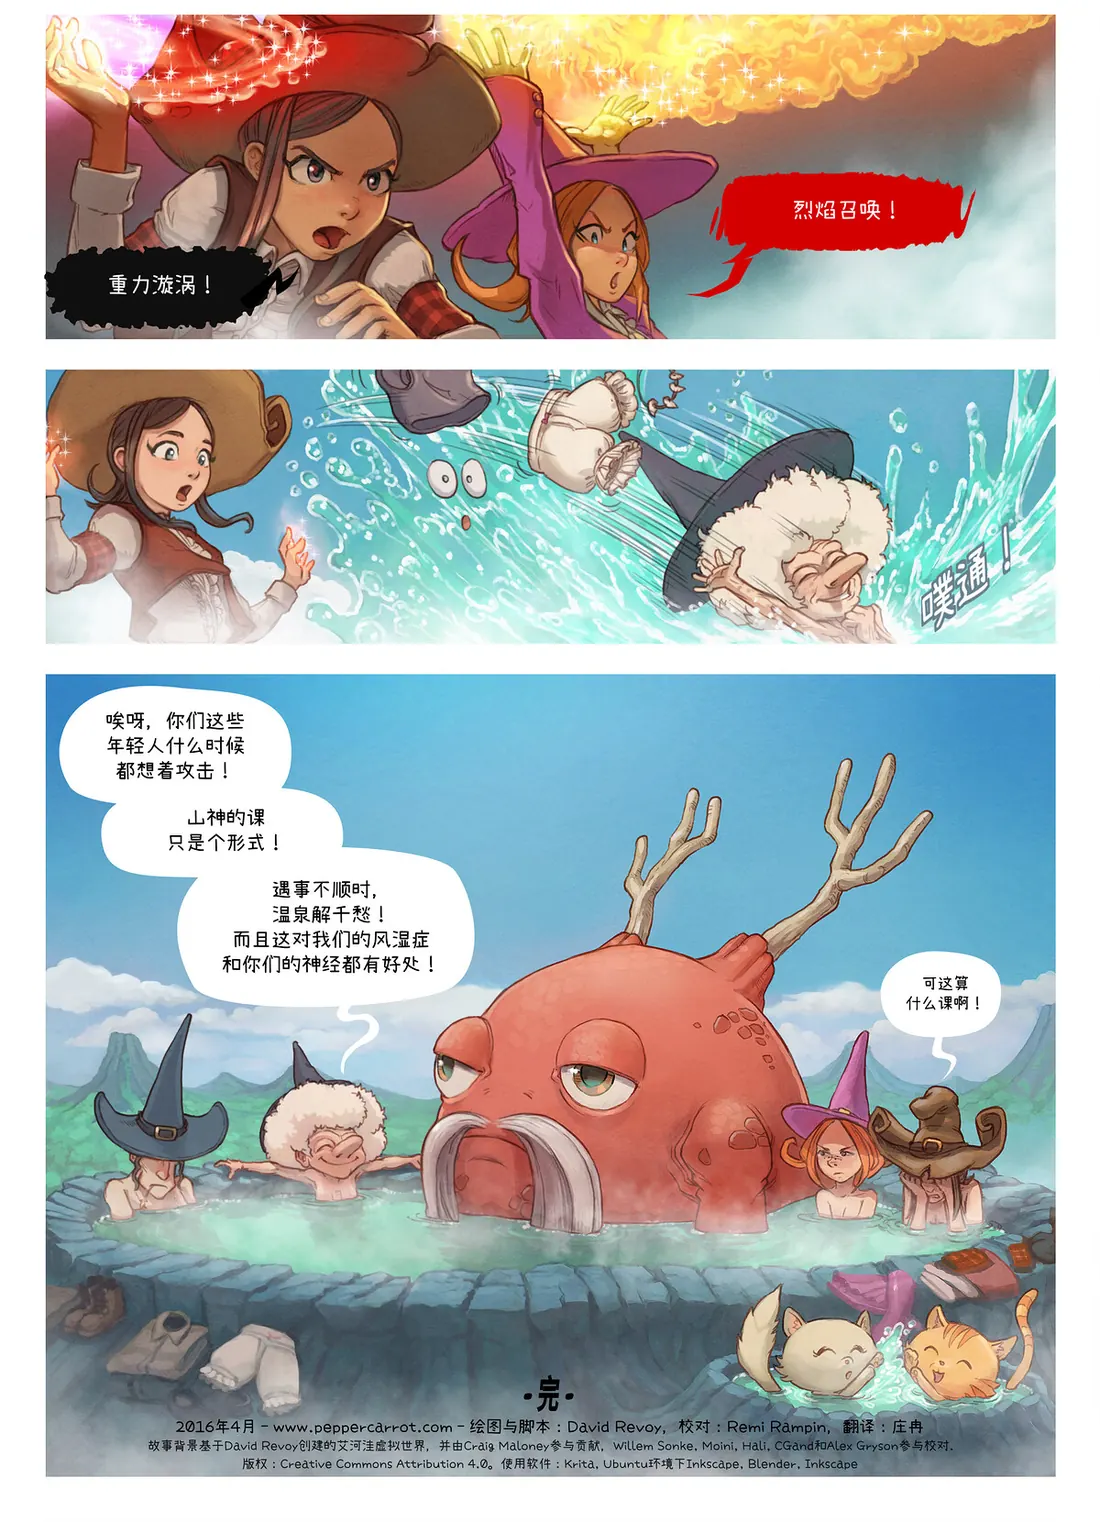 烈焰召唤！
重力漩涡！
噗通！
唉呀，你们这些
年轻人什么时候
都想着攻击！
山神的课
只是个形式！
遇事不顺时，
温泉解千愁！
而且这对我们的风湿症
和你们的神经都有好处！
可这算
什么课啊！
-完-
2016年4月 – www.peppercarrot.com – 绘图与脚本：David Revoy，校对：Remi Rampin，翻译：庄冉
故事背景基于David Revoy创建的艾河洼虚拟世界，并由Craig Maloney参与贡献，Willem Sonke, Moini, Hali, CGand和Alex Gryson参与校对．
版权：Creative Commons Attribution 4.0。使用软件：Krita, Ubuntu环境下Inkscape, Blender, Inkscape